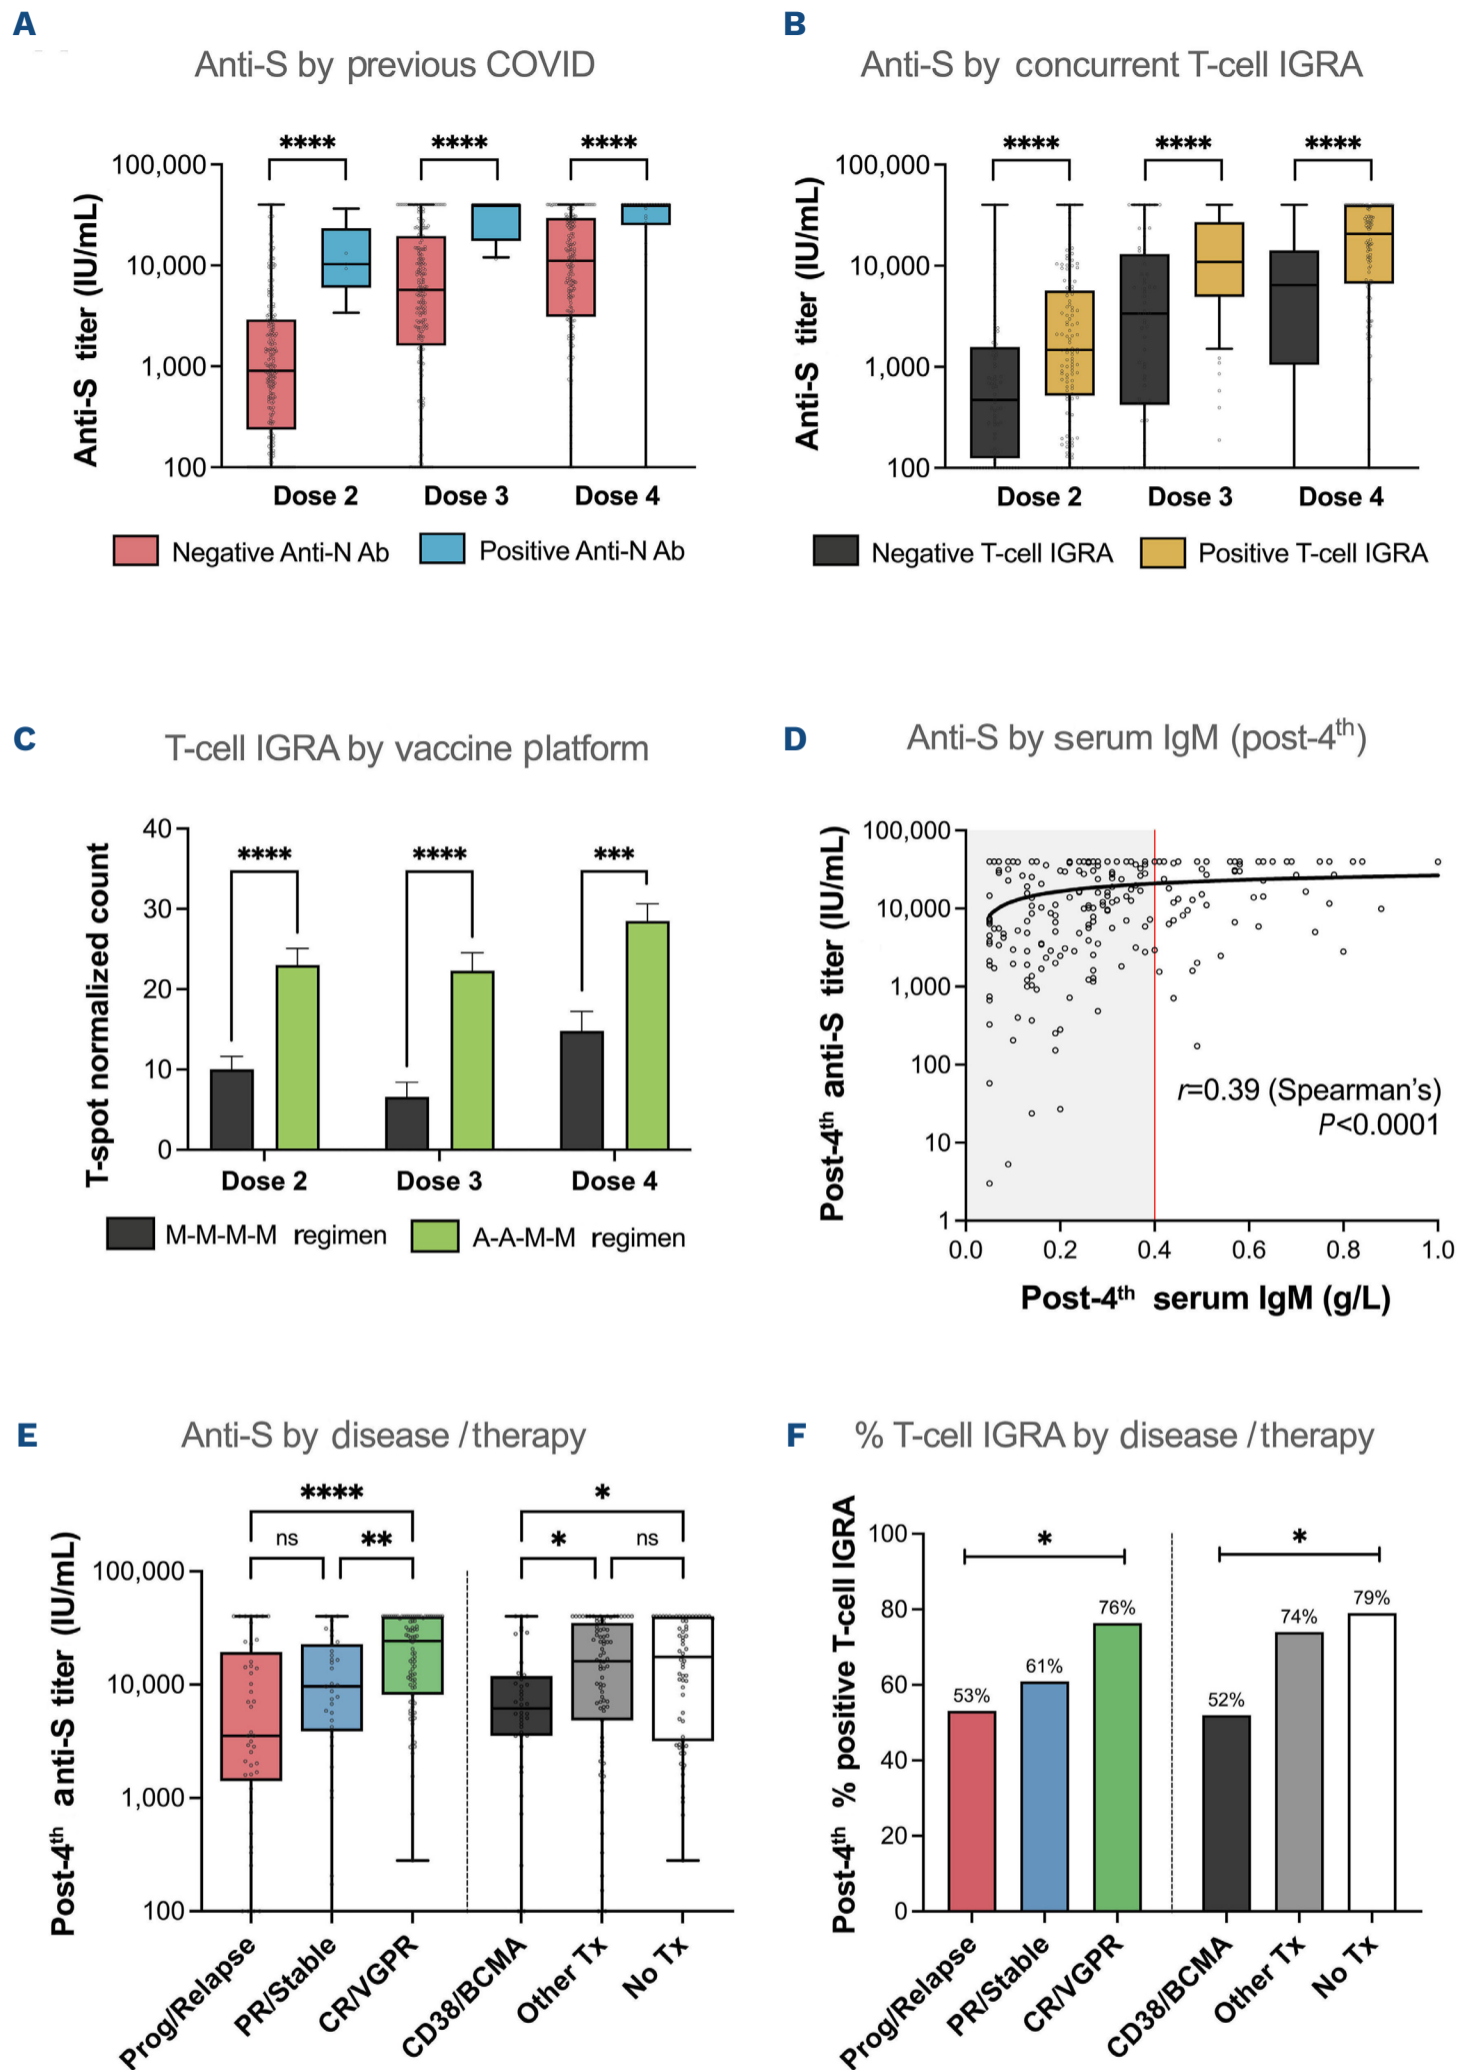 A
Anti-S by previous COVID
Anti-S titer (IU/mL)
100,000
10,000
1,000
100
**** **** ****
Dose 2 Dose 3 Dose 4
Negative Anti-N Ab Positive Anti-N Ab
B
Anti-S by concurrent T-cell IGRA
Anti-S titer (IU/mL)
100,000
10,000
1,000
100
**** **** ****
Dose 2 Dose 3 Dose 4
Negative T-cell IGRA Positive T-cell IGRA
C
T-cell IGRA by vaccine platform
T-spot normalized count
40
30
20
10
0
**** **** ***
Dose 2 Dose 3 Dose 4
M-M-M-M regimen A-A-M-M regimen
D
Anti-S by serum IgM (post-4th)
Post-4th anti-S titer (IU/mL)
100,000
10,000
1,000
100
10
1
r=0.39 (Spearman's)
P<0.0001
0.0 0.2 0.4 0.6 0.8 1.0
Post-4th serum IgM (g/L)
E
Anti-S by disease / therapy
Post-4th anti-S titer (IU/mL)
**** *
ns ** * ns
100,000
10,000
1,000
100
Prog/Relapse PR/Stable CR/VGPR CD38/BCMA Other Tx No Tx
F
% T-cell IGRA by disease / therapy
Post-4th % positive T-cell IGRA
100
80
60
40
20
0
* *
53% 61% 76% 52% 74% 79%
Prog/Relapse PR/Stable CR/VGPR CD38/BCMA Other Tx No Tx